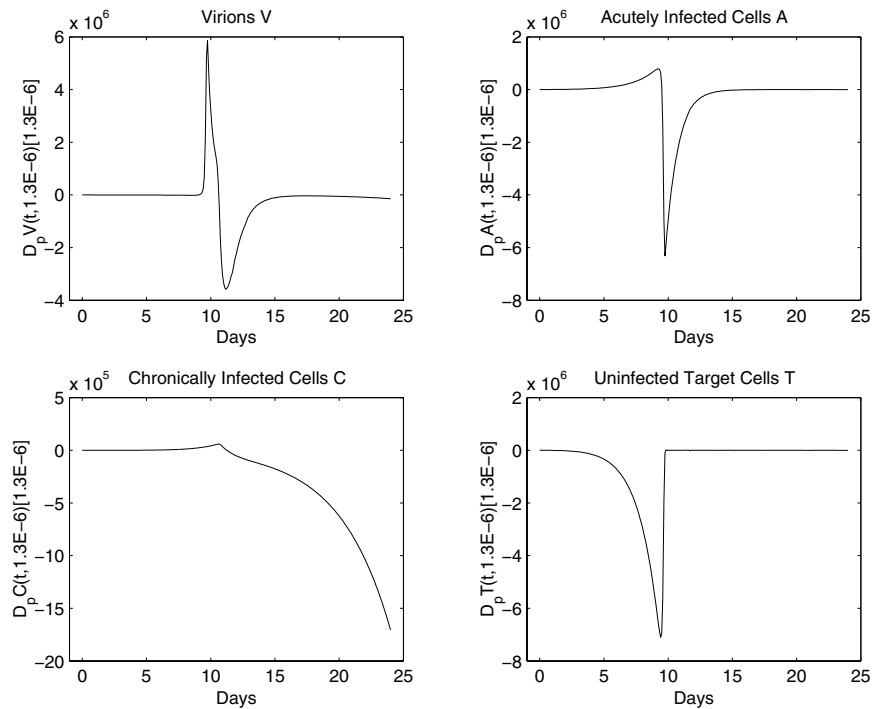 Virions V
x 10^6
6
4
2
0
−2
−4
0 5 10 15 20 25
Days
D_pV(t,1.3E−6)[1.3E−6]
Acutely Infected Cells A
x 10^6
2
0
−2
−4
−6
−8
0 5 10 15 20 25
Days
D_pA(t,1.3E−6)[1.3E−6]
Chronically Infected Cells C
x 10^5
5
0
−5
−10
−15
−20
0 5 10 15 20 25
Days
D_pC(t,1.3E−6)[1.3E−6]
Uninfected Target Cells T
x 10^6
2
0
−2
−4
−6
−8
0 5 10 15 20 25
Days
D_pT(t,1.3E−6)[1.3E−6]